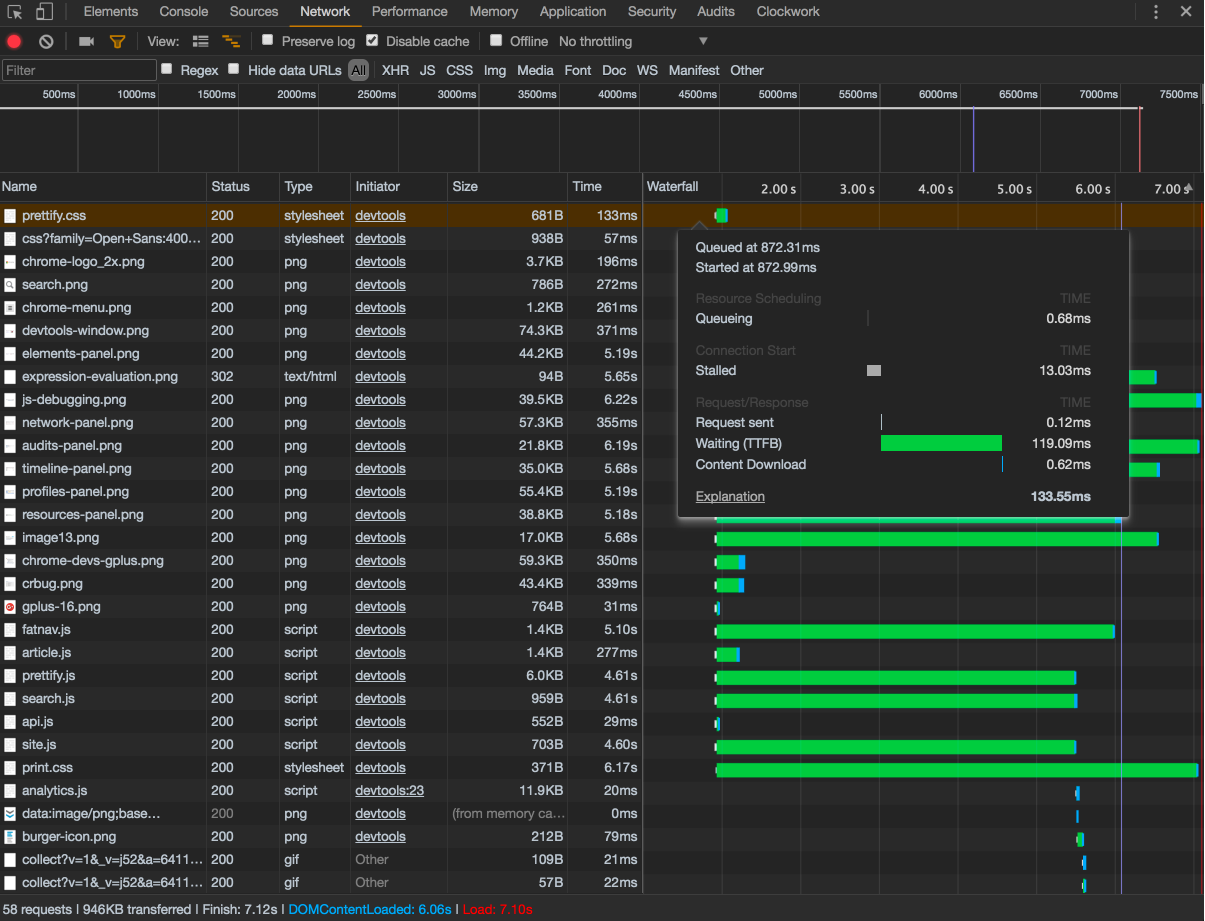 Elements Console Sources Network Performance Memory Application Security Audits Clockwork
View: Preserve log Disable cache Offline No throttling
Filter Regex Hide data URLs All XHR JS CSS Img Media Font Doc WS Manifest Other
500ms 1000ms 1500ms 2000ms 2500ms 3000ms 3500ms 4000ms 4500ms 5000ms 5500ms 6000ms 6500ms 7000ms 7500ms
Name Status Type Initiator Size Time Waterfall 2.00 s 3.00 s 4.00 s 5.00 s 6.00 s 7.00 s
prettify.css 200 stylesheet devtools 681B 133ms
css?family=Open+Sans:400... 200 stylesheet devtools 938B 57ms
chrome-logo_2x.png 200 png devtools 3.7KB 196ms
search.png 200 png devtools 786B 272ms
chrome-menu.png 200 png devtools 1.2KB 261ms
devtools-window.png 200 png devtools 74.3KB 371ms
elements-panel.png 200 png devtools 44.2KB 5.19s
expression-evaluation.png 302 text/html devtools 94B 5.65s
js-debugging.png 200 png devtools 39.5KB 6.22s
network-panel.png 200 png devtools 57.3KB 355ms
audits-panel.png 200 png devtools 21.8KB 6.19s
timeline-panel.png 200 png devtools 35.0KB 5.68s
profiles-panel.png 200 png devtools 55.4KB 5.19s
resources-panel.png 200 png devtools 38.8KB 5.18s
image13.png 200 png devtools 17.0KB 5.68s
chrome-devs-gplus.png 200 png devtools 59.3KB 350ms
crbug.png 200 png devtools 43.4KB 339ms
gplus-16.png 200 png devtools 764B 31ms
fatnav.js 200 script devtools 1.4KB 5.10s
article.js 200 script devtools 1.4KB 277ms
prettify.js 200 script devtools 6.0KB 4.61s
search.js 200 script devtools 959B 4.61s
api.js 200 script devtools 552B 29ms
site.js 200 script devtools 703B 4.60s
print.css 200 stylesheet devtools 371B 6.17s
analytics.js 200 script devtools:23 11.9KB 20ms
data:image/png;base... 200 png devtools (from memory ca... 0ms
burger-icon.png 200 png devtools 212B 79ms
collect?v=1&_v=j52&a=6411... 200 gif Other 109B 21ms
collect?v=1&_v=j52&a=6411... 200 gif Other 57B 22ms
Queued at 872.31ms
Started at 872.99ms
Resource Scheduling TIME
Queueing 0.68ms
Connection Start TIME
Stalled 13.03ms
Request/Response TIME
Request sent 0.12ms
Waiting (TTFB) 119.09ms
Content Download 0.62ms
Explanation 133.55ms
58 requests | 946KB transferred | Finish: 7.12s | DOMContentLoaded: 6.06s | Load: 7.10s